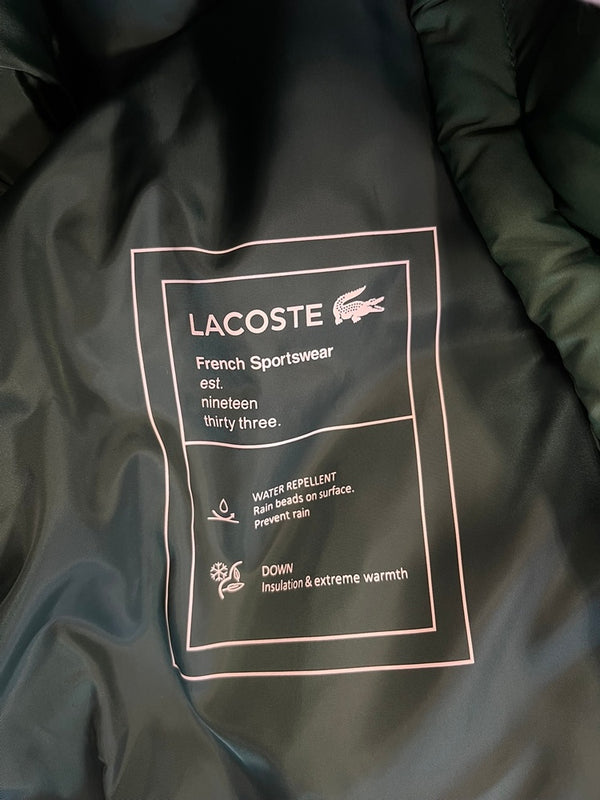 LACOSTE
French Sportswear
est.
nineteen
thirty three.
WATER REPELLENT
Rain beads on surface.
Prevent rain
DOWN
Insulation & extreme warmth